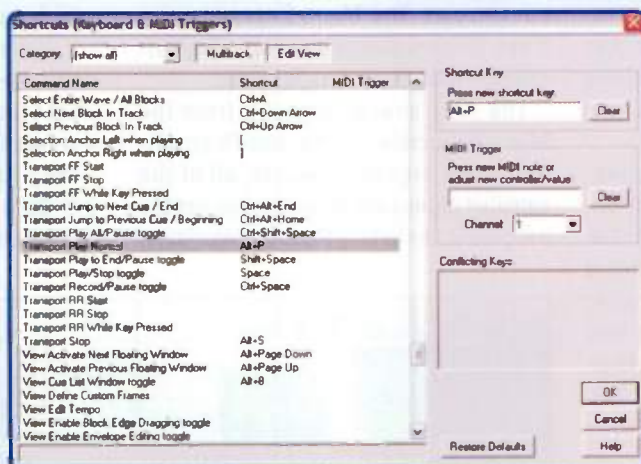 Shortcuts (Keyboard & MIDI Triggers)
Category: (show all) Multitrack Edit View
Command Name Shortcut MIDI Trigger
Select Entire Wave / All Blocks Ctrl+A
Select Next Block In Track Ctrl+Down Arrow
Select Previous Block In Track Ctrl+Up Arrow
Selection Anchor Left when playing [
Selection Anchor Right when playing ]
Transport FF Start
Transport FF Stop
Transport FF While Key Pressed
Transport Jump to Next Cue / End Ctrl+Alt+End
Transport Jump to Previous Cue / Beginning Ctrl+Alt+Home
Transport Play All/Pause toggle Ctrl+Shift+Space
Transport Play Normal Alt+P
Transport Play to End/Pause toggle Shift+Space
Transport Play/Stop toggle Space
Transport Record/Pause toggle Ctrl+Space
Transport RR Start
Transport RR Stop
Transport RR While Key Pressed
Transport Stop Alt+S
View Activate Next Floating Window Alt+Page Down
View Activate Previous Floating Window Alt+Page Up
View Cue List Window toggle Alt+8
View Define Custom Frames
View Edit Tempo
View Enable Block Edge Dragging toggle
View Enable Envelope Editing toggle
Shortcut Key
Press new shortcut key
Alt+P Clear
MIDI Trigger
Press new MIDI note or
adjust new controller/value
Clear
Channel: 1
Conflicting Keys
OK
Cancel
Restore Defaults Help